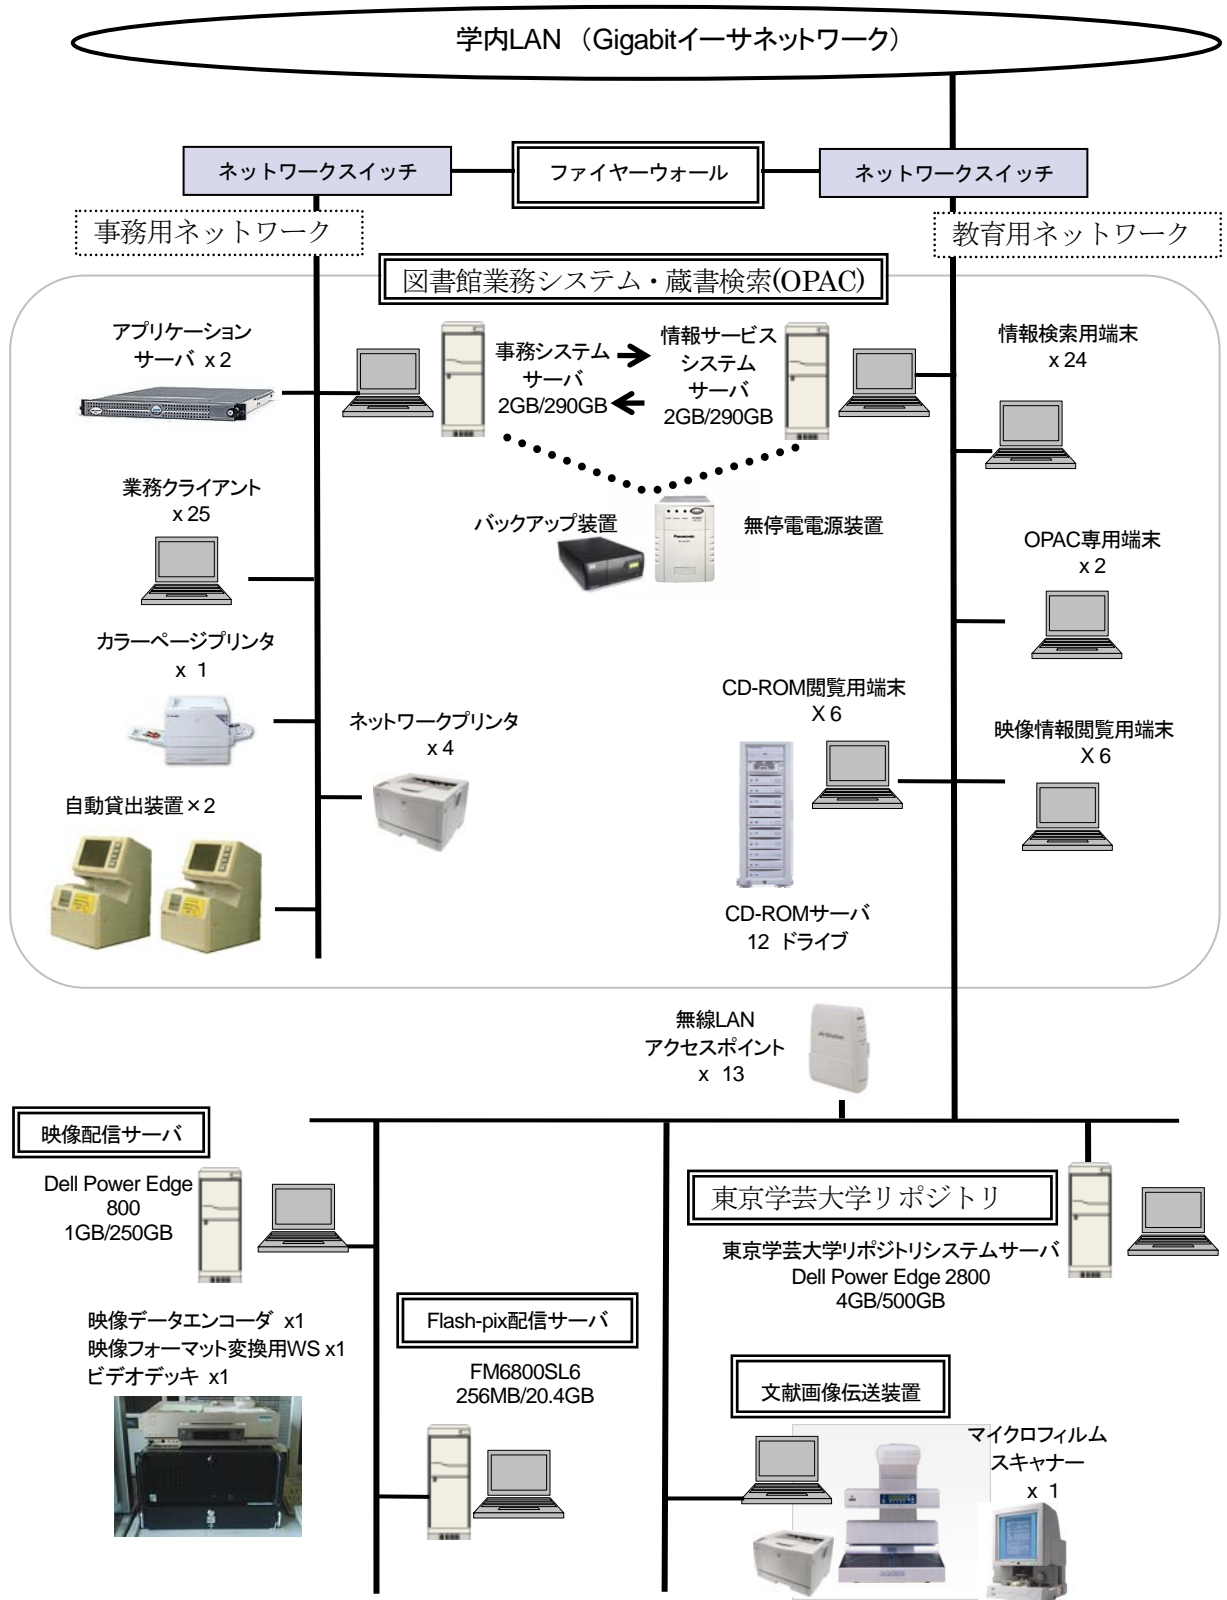 学内LAN （Gigabitイーサネットワーク）
ネットワークスイッチ
ファイヤーウォール
ネットワークスイッチ
事務用ネットワーク
教育用ネットワーク
図書館業務システム・蔵書検索(OPAC)
アプリケーション
サーバ x 2
事務システム
サーバ
2GB/290GB
情報サービス
システム
サーバ
2GB/290GB
情報検索用端末
x 24
業務クライアント
x 25
バックアップ装置
Panasonic
無停電電源装置
OPAC専用端末
x 2
カラーページプリンタ
x 1
ネットワークプリンタ
x 4
CD-ROM閲覧用端末
X 6
映像情報閲覧用端末
X 6
自動貸出装置×2
CD-ROMサーバ
12 ドライブ
無線LAN
アクセスポイント
x 13
映像配信サーバ
Dell Power Edge
800
1GB/250GB
東京学芸大学リポジトリ
東京学芸大学リポジトリシステムサーバ
Dell Power Edge 2800
4GB/500GB
映像データエンコーダ x1
映像フォーマット変換用WS x1
ビデオデッキ x1
Flash-pix配信サーバ
FM6800SL6
256MB/20.4GB
文献画像伝送装置
マイクロフィルム
スキャナー
x 1